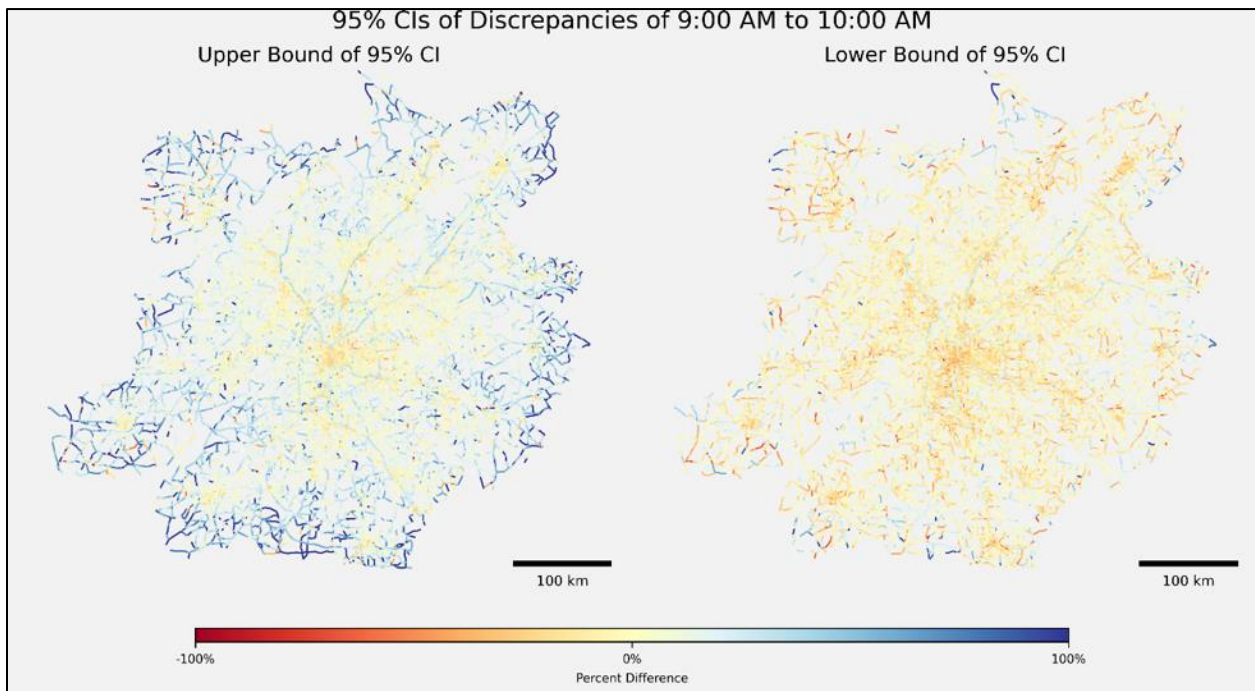 95% CIs of Discrepancies of 9:00 AM to 10:00 AM
Upper Bound of 95% CI
Lower Bound of 95% CI
100 km
100 km
-100%
0%
100%
Percent Difference